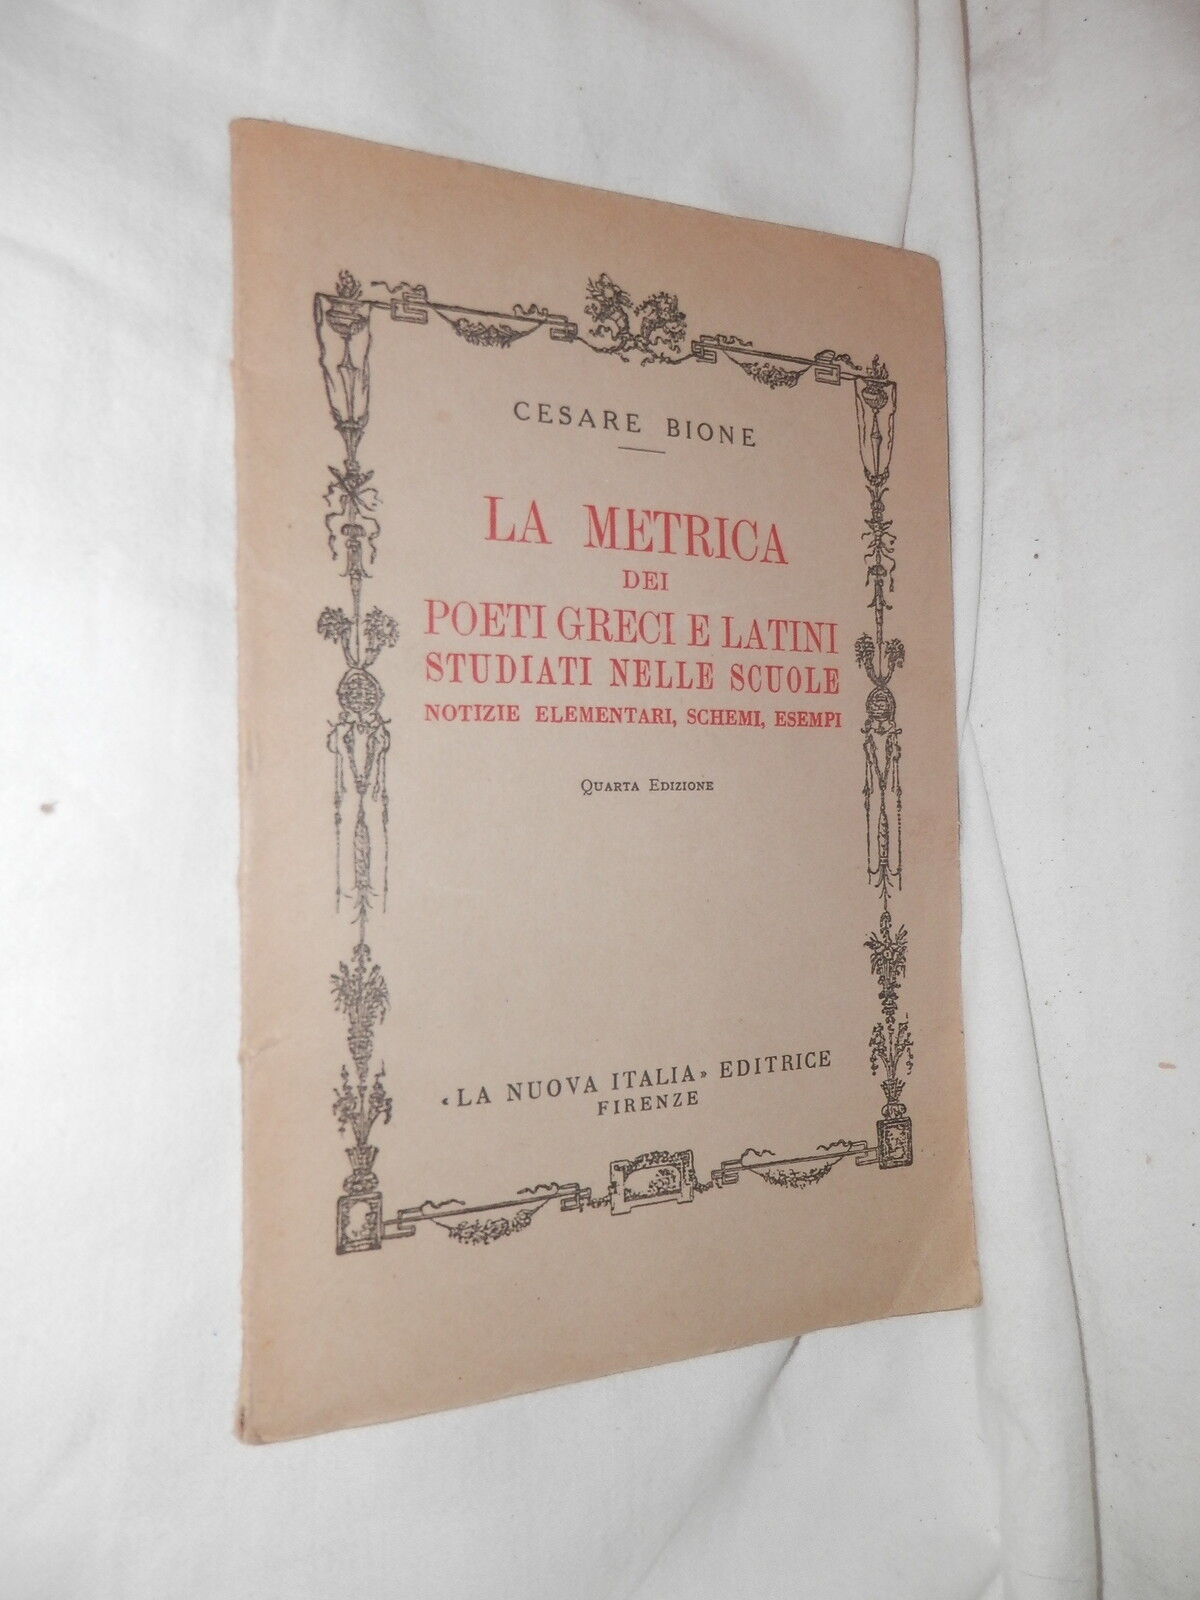 CESARE BIONE
LA METRICA
DEI
POETI GRECI E LATINI
STUDIATI NELLE SCUOLE
NOTIZIE ELEMENTARI, SCHEMI, ESEMPI
QUARTA EDIZIONE
«LA NUOVA ITALIA» EDITRICE
FIRENZE